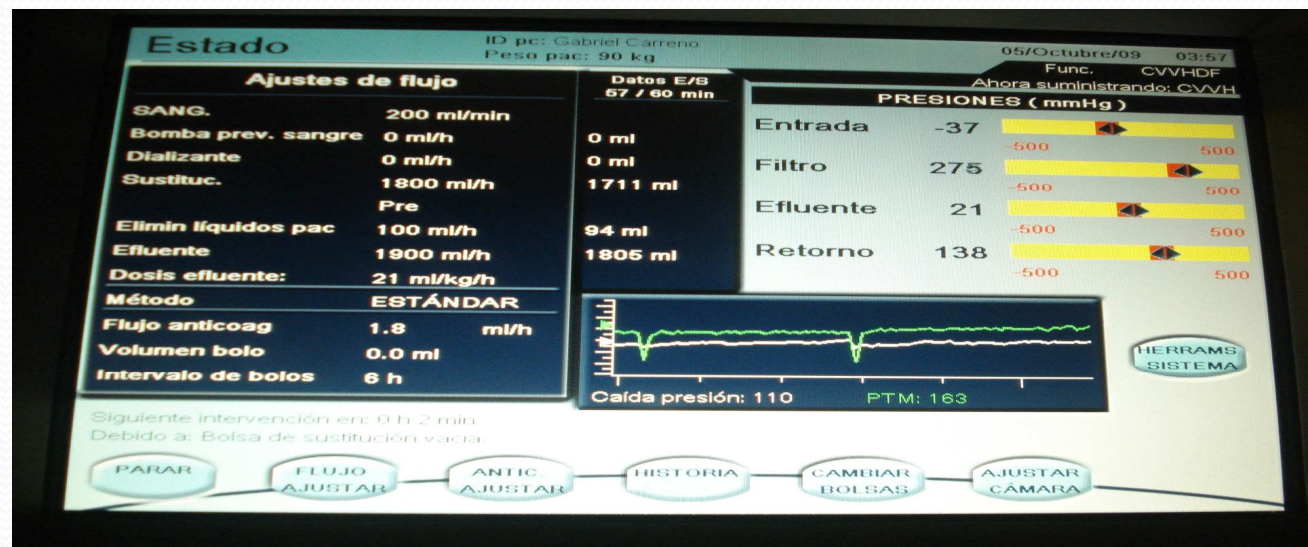 Estado
ID pc: Gabriel Carreno
Peso pac: 90 kg
05/Octubre/09 03:57
Func. CVVHDF
Ahora suministrando: CVVH
Ajustes de flujo
Datos E/S
57 / 60 min
SANG. 200 ml/min
Bomba prev. sangre 0 ml/h 0 ml
Dializante 0 ml/h 0 ml
Sustituc. 1800 ml/h 1711 ml
Pre
Elimin líquidos pac 100 ml/h 94 ml
Efluente 1900 ml/h 1805 ml
Dosis efluente: 21 ml/kg/h
Método ESTÁNDAR
Flujo anticoag 1.8 ml/h
Volumen bolo 0.0 ml
Intervalo de bolos 6 h
PRESIONES ( mmHg )
Entrada -37
-500 500
Filtro 275
-500 500
Efluente 21
-500 500
Retorno 138
-500 500
Caída presión: 110 PTM: 163
HERRAMS
SISTEMA
Siguiente intervención en: 0 h 2 min
Debido a: Bolsa de sustitución vacía.
PARAR
FLUJO
AJUSTAR
ANTIC.
AJUSTAR
HISTORIA
CAMBIAR
BOLSAS
AJUSTAR
CÁMARA